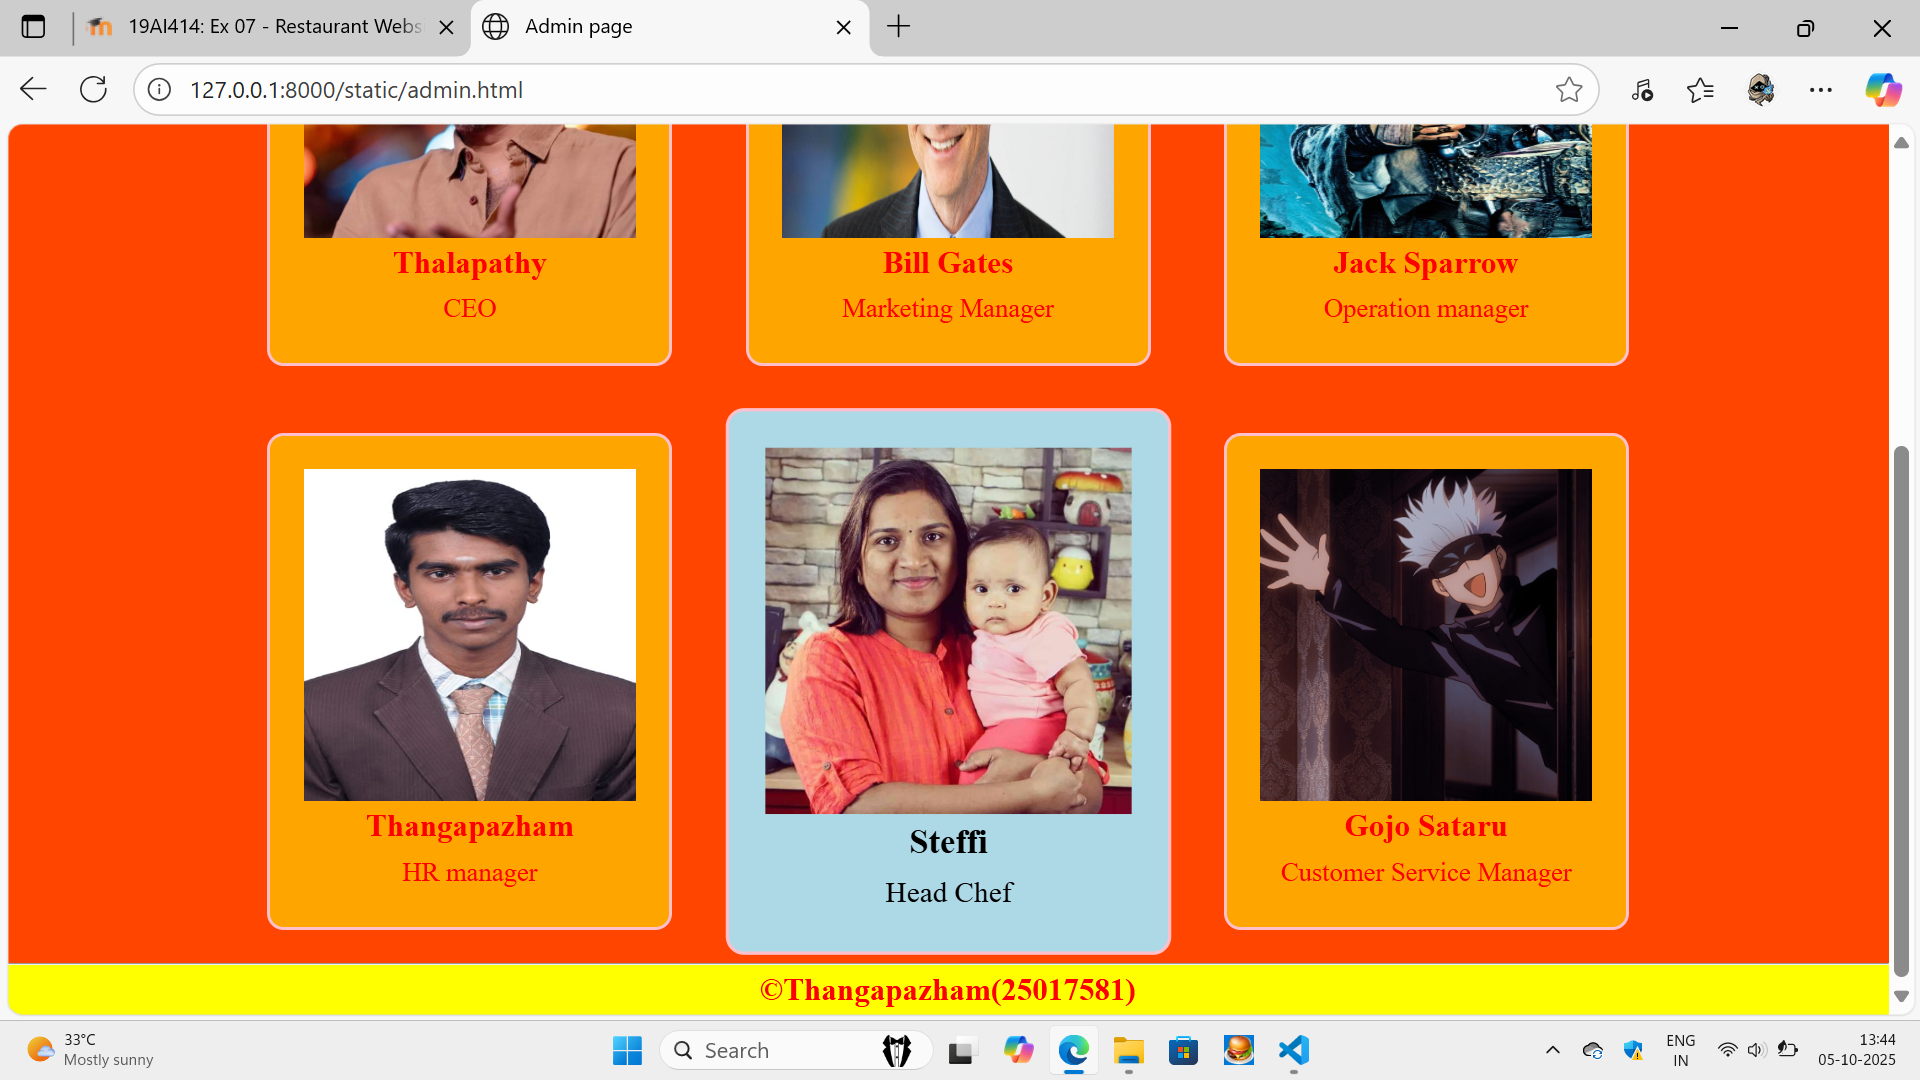 19AI414: Ex 07 - Restaurant Webs
Admin page
127.0.0.1:8000/static/admin.html
Thalapathy
CEO
Bill Gates
Marketing Manager
Jack Sparrow
Operation manager
Thangapazham
HR manager
Steffi
Head Chef
Gojo Sataru
Customer Service Manager
©Thangapazham(25017581)
33°C
Mostly sunny
Search
ENG
IN
13:44
05-10-2025